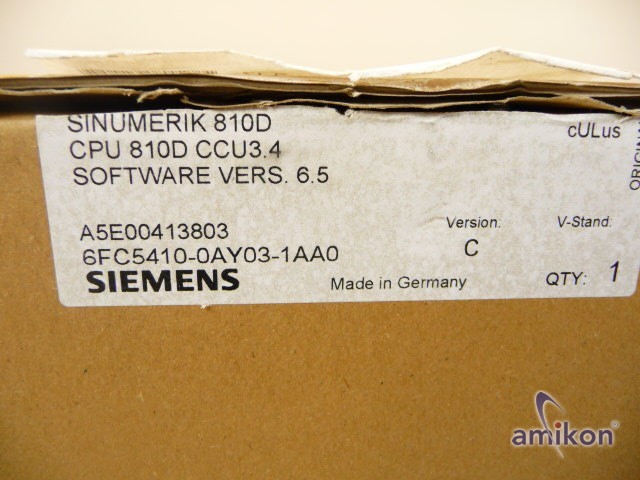 SINUMERIK 810D
CPU 810D CCU3.4
SOFTWARE VERS. 6.5
cULus
A5E00413803
6FC5410-0AY03-1AA0
SIEMENS
Version.
C
V-Stand.
Made in Germany
QTY: 1
amikon